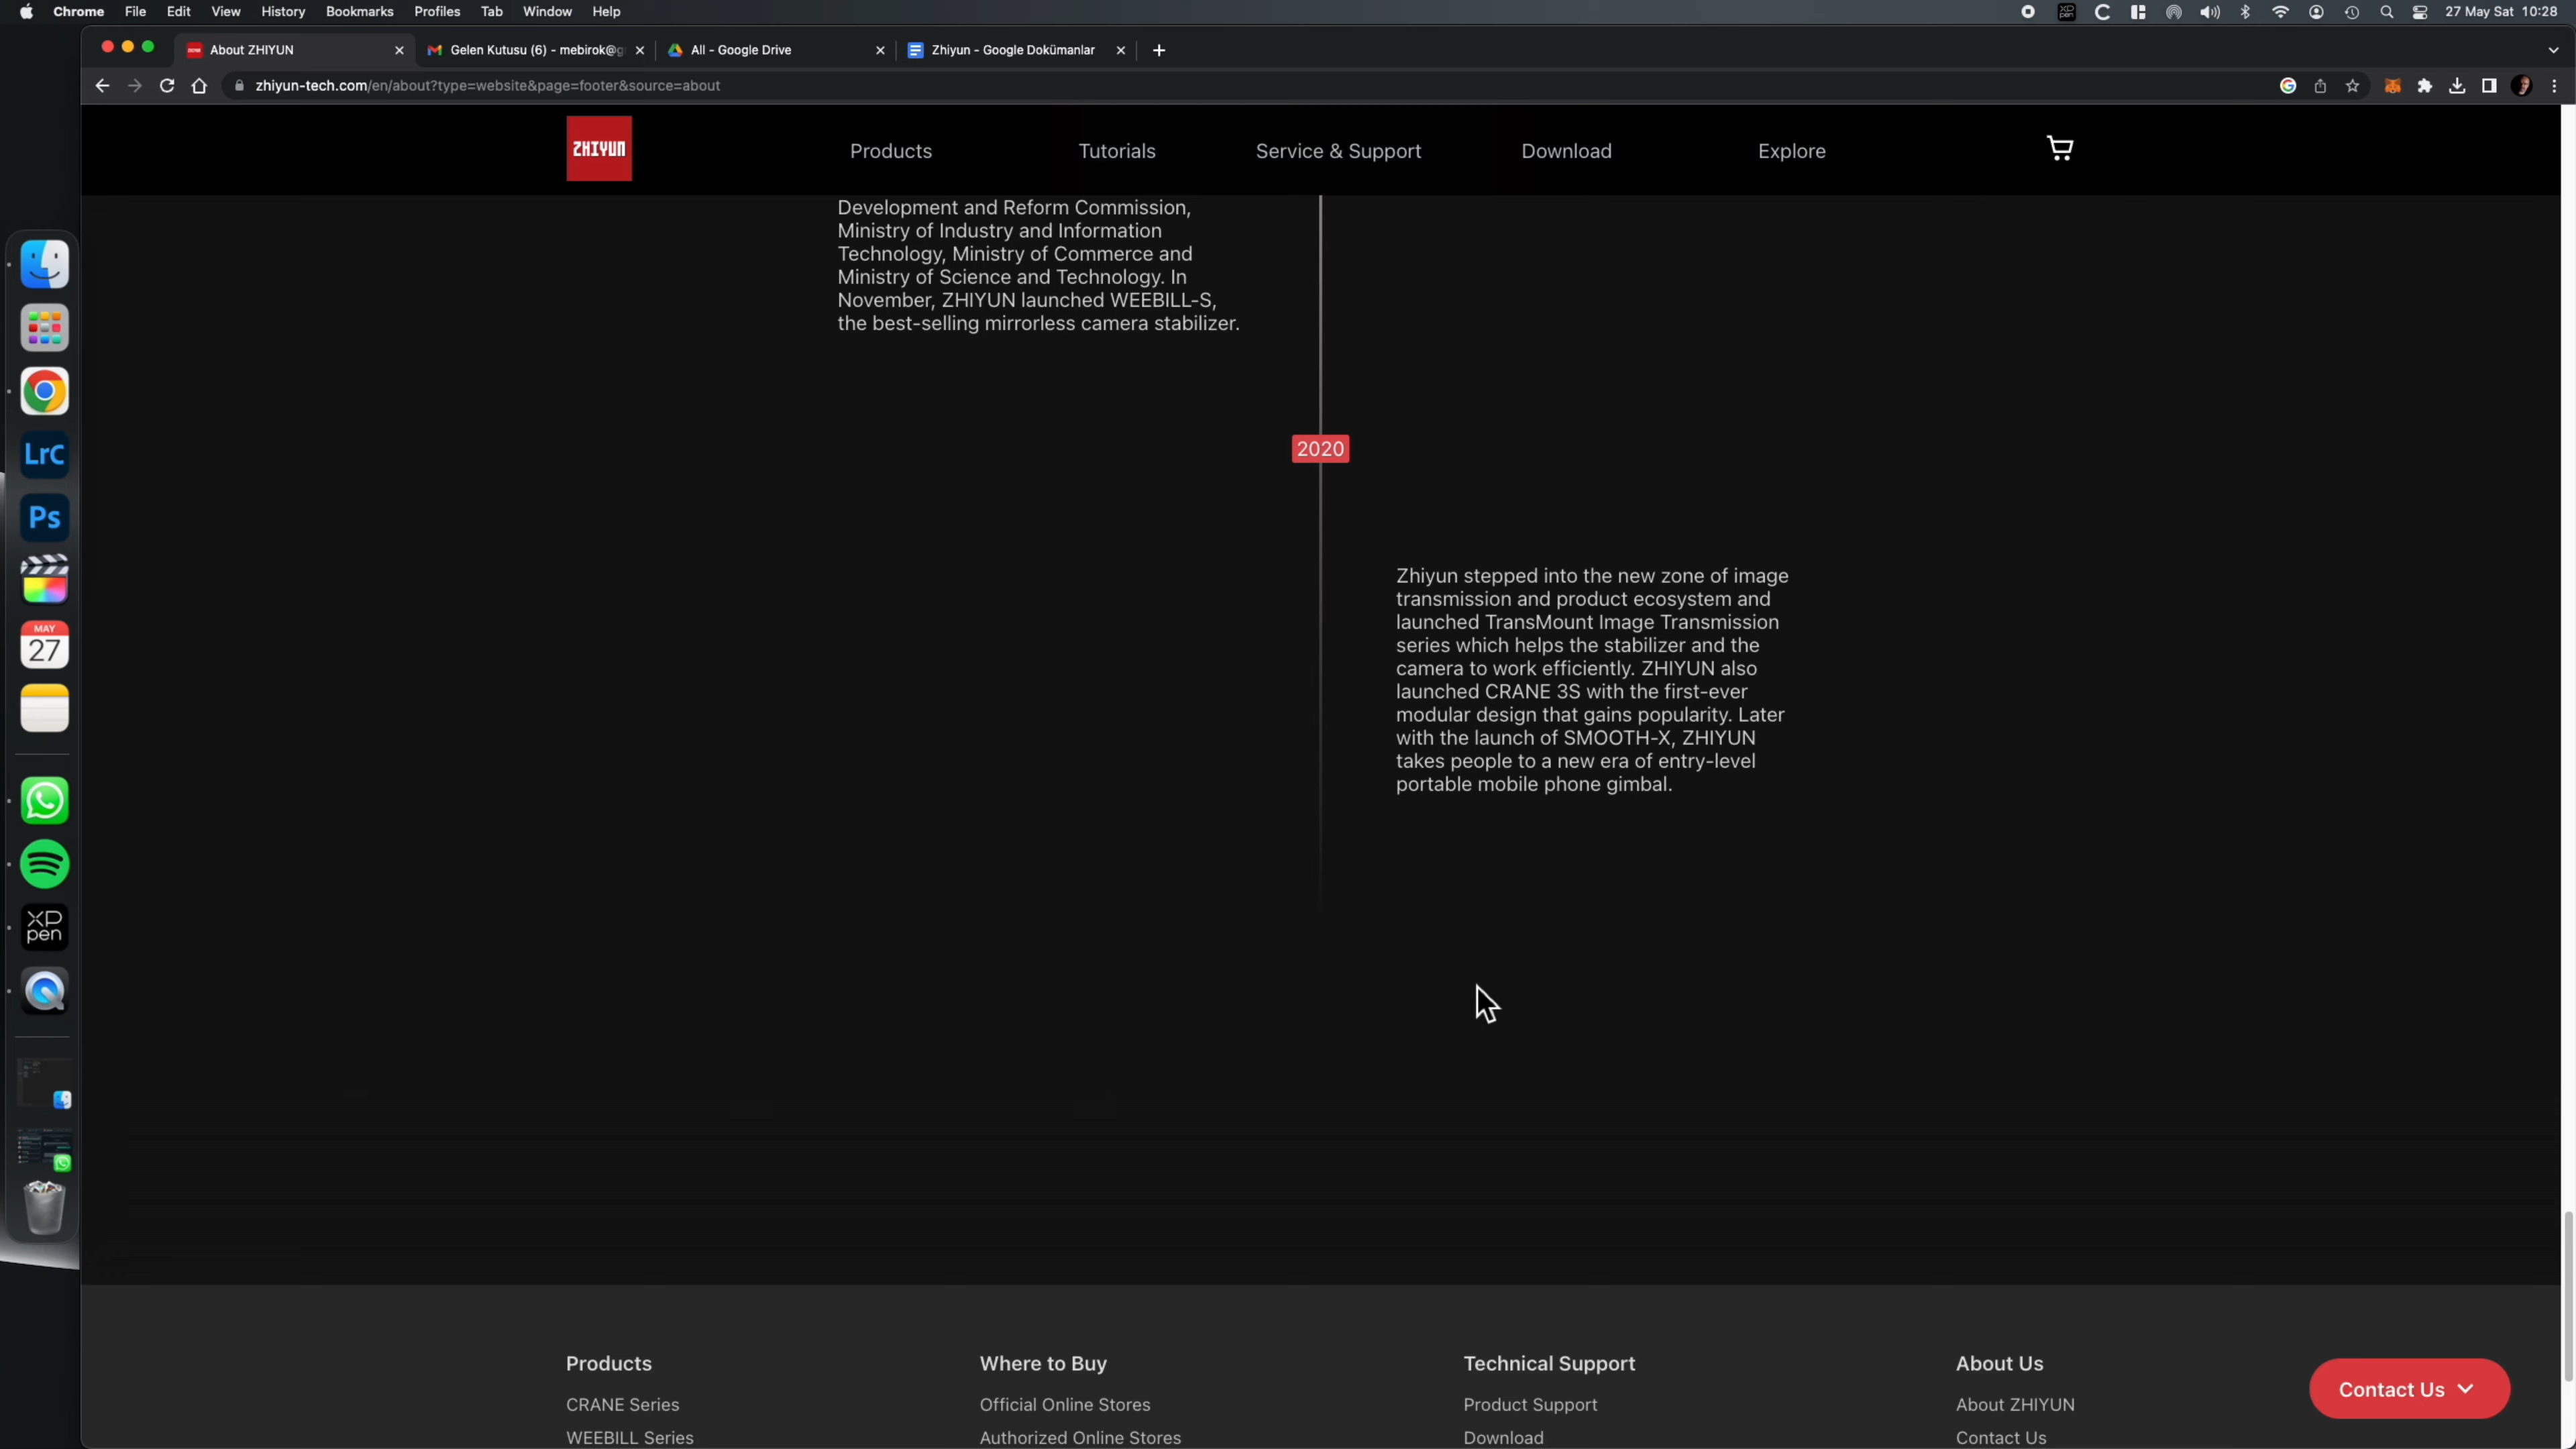 Chrome File Edit View History Bookmarks Profiles Tab Window Help
27 May Sat 10:28
About ZHIYUN
Gelen Kutusu (6) - mebirok@g
All - Google Drive
Zhiyun - Google Dokümanlar
zhiyun-tech.com/en/about?type=website&page=footer&source=about
ZHIYUN
Products
Tutorials
Service & Support
Download
Explore
Development and Reform Commission,
Ministry of Industry and Information
Technology, Ministry of Commerce and
Ministry of Science and Technology. In
November, ZHIYUN launched WEEBILL-S,
the best-selling mirrorless camera stabilizer.
2020
Zhiyun stepped into the new zone of image
transmission and product ecosystem and
launched TransMount Image Transmission
series which helps the stabilizer and the
camera to work efficiently. ZHIYUN also
launched CRANE 3S with the first-ever
modular design that gains popularity. Later
with the launch of SMOOTH-X, ZHIYUN
takes people to a new era of entry-level
portable mobile phone gimbal.
LrC
Ps
MAY
27
XP
pen
Products
CRANE Series
WEEBILL Series
Where to Buy
Official Online Stores
Authorized Online Stores
Technical Support
Product Support
Download
About Us
About ZHIYUN
Contact Us
Contact Us